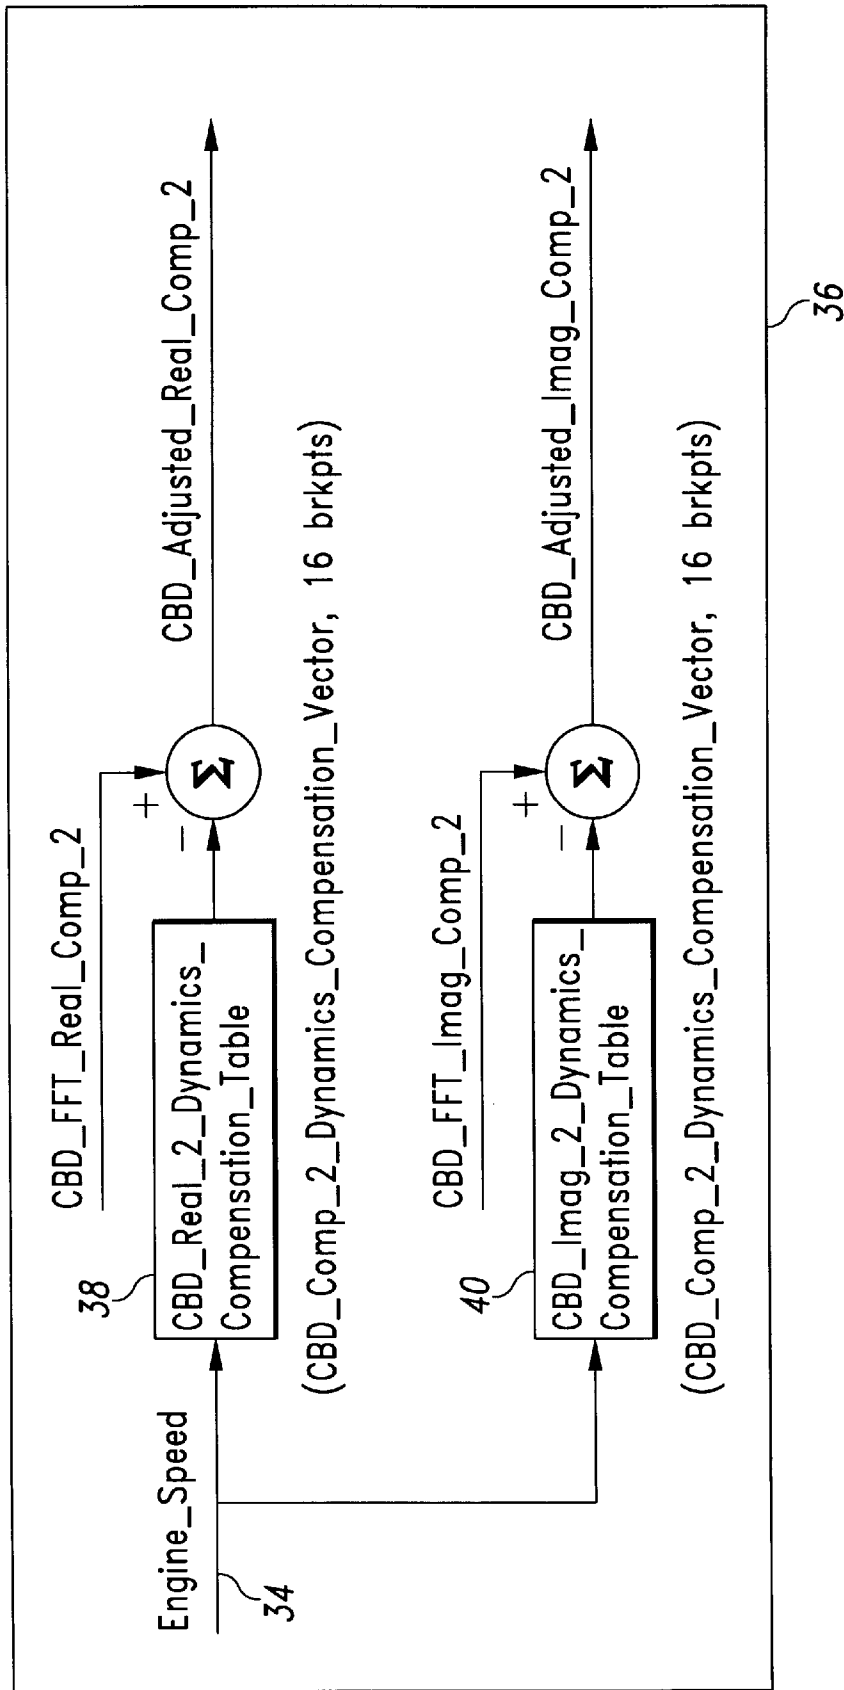 CBD_FFT_Real_Comp_2
Engine_Speed
34
38
CBD_Real_2_Dynamics_
Compensation_Table
+
−
Σ
CBD_Adjusted_Real_Comp_2
(CBD_Comp_2_Dynamics_Compensation_Vector, 16 brkpts)
CBD_FFT_Imag_Comp_2
40
CBD_Imag_2_Dynamics_
Compensation_Table
+
−
Σ
CBD_Adjusted_Imag_Comp_2
(CBD_Comp_2_Dynamics_Compensation_Vector, 16 brkpts)
36